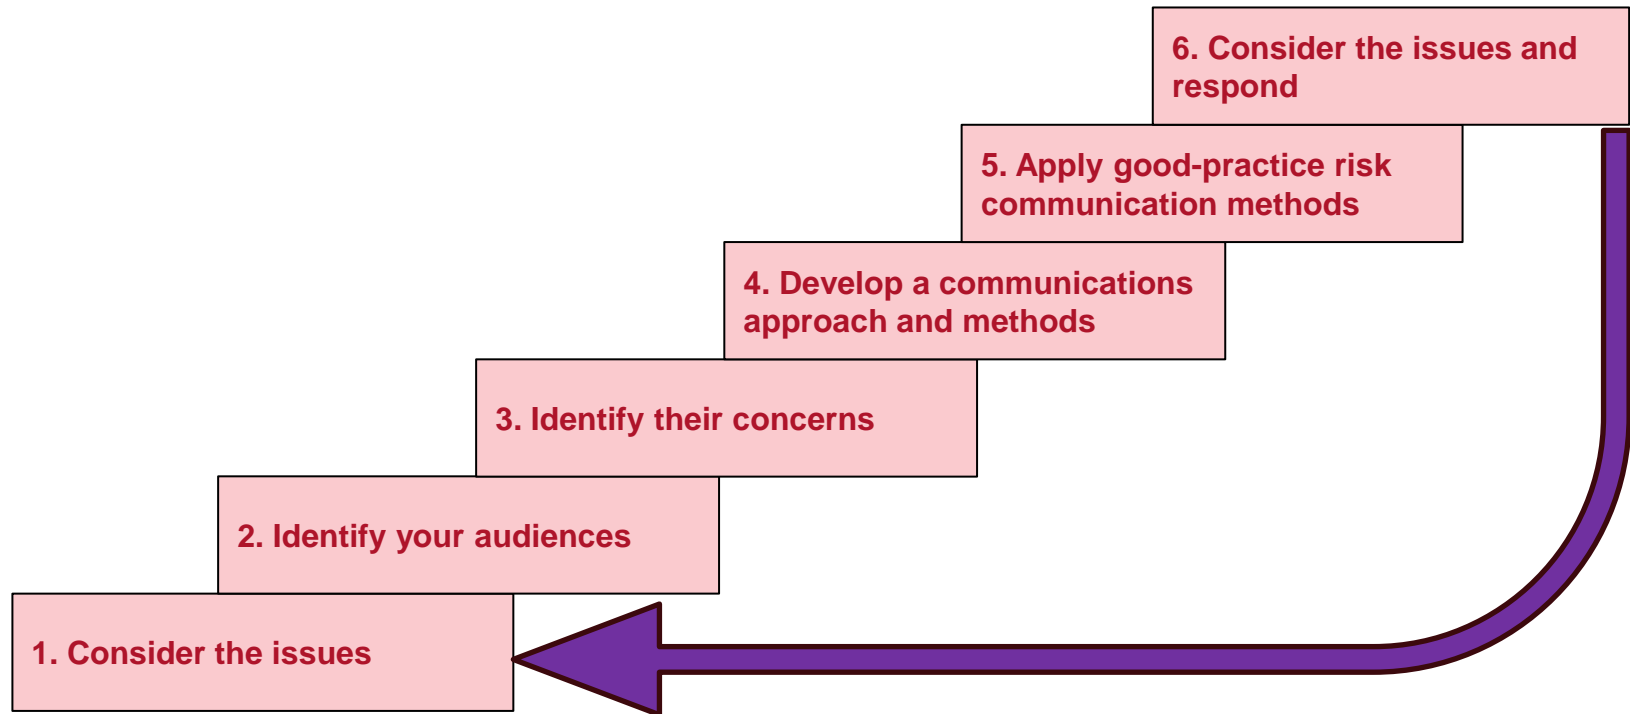 6. Consider the issues and
respond
5. Apply good-practice risk
communication methods
4. Develop a communications
approach and methods
3. Identify their concerns
2. Identify your audiences
1. Consider the issues